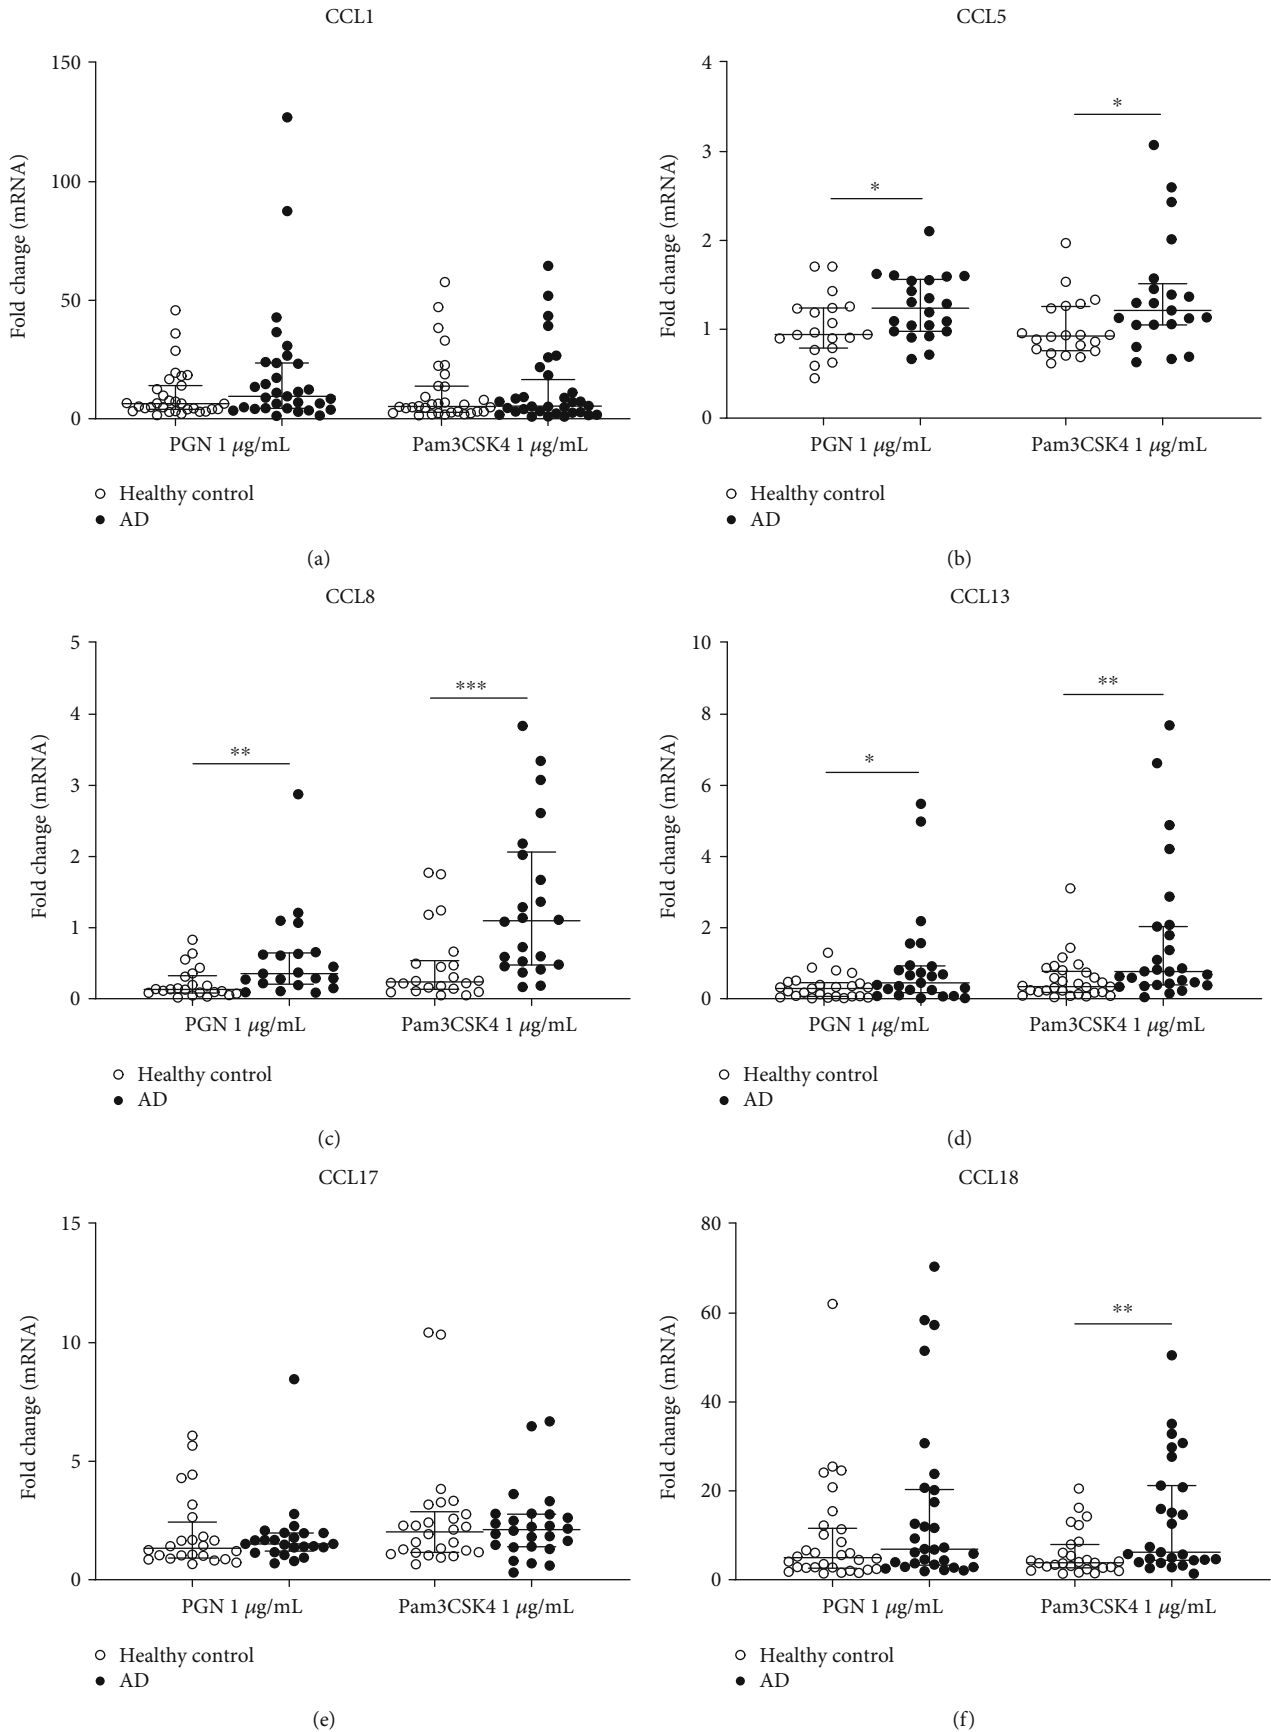 CCL1
150
100
50
0
Fold change (mRNA)
PGN 1 μg/mL
Pam3CSK4 1 μg/mL
Healthy control
AD
(a)
CCL5
4
3
2
1
0
Fold change (mRNA)
*
*
PGN 1 μg/mL
Pam3CSK4 1 μg/mL
Healthy control
AD
(b)
CCL8
5
4
3
2
1
0
Fold change (mRNA)
**
***
PGN 1 μg/mL
Pam3CSK4 1 μg/mL
Healthy control
AD
(c)
CCL13
10
8
6
4
2
0
Fold change (mRNA)
*
**
PGN 1 μg/mL
Pam3CSK4 1 μg/mL
Healthy control
AD
(d)
CCL17
15
10
5
0
Fold change (mRNA)
PGN 1 μg/mL
Pam3CSK4 1 μg/mL
Healthy control
AD
(e)
CCL18
80
60
40
20
0
Fold change (mRNA)
**
PGN 1 μg/mL
Pam3CSK4 1 μg/mL
Healthy control
AD
(f)